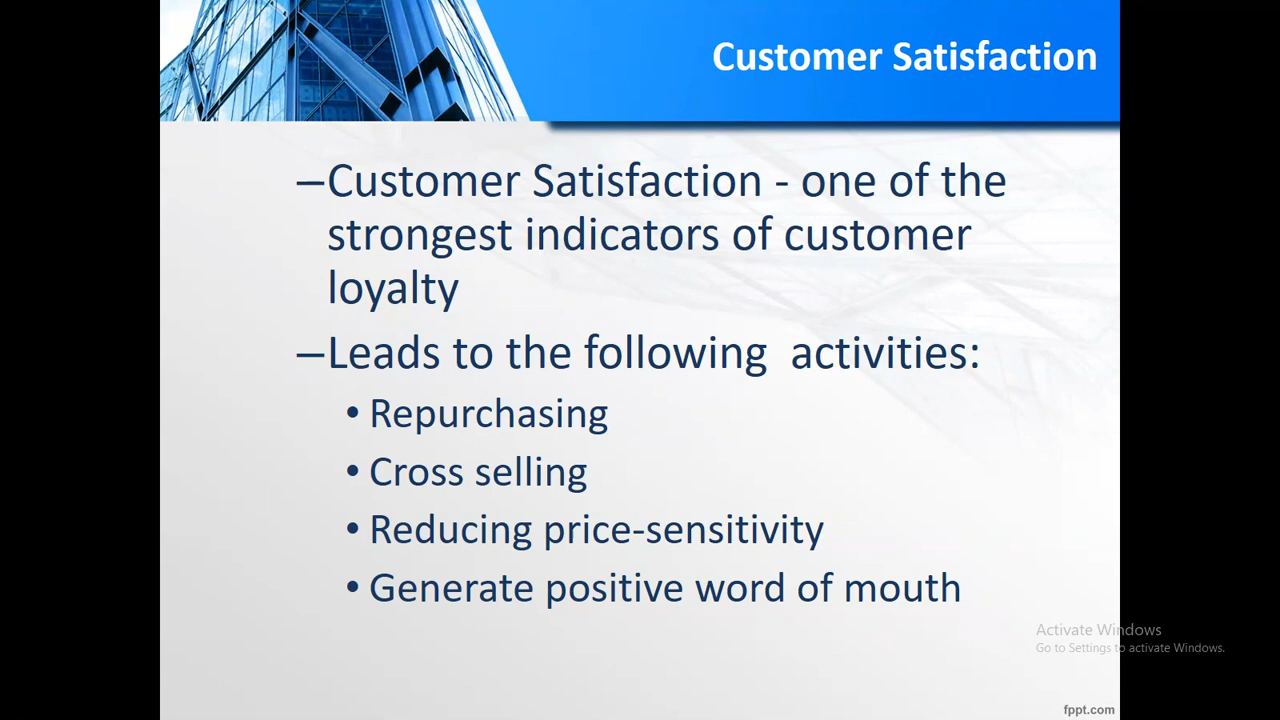 Customer Satisfaction
–Customer Satisfaction - one of the
strongest indicators of customer
loyalty
–Leads to the following  activities:
• Repurchasing
• Cross selling
• Reducing price-sensitivity
• Generate positive word of mouth
Activate Windows
Go to Settings to activate Windows.
fppt.com